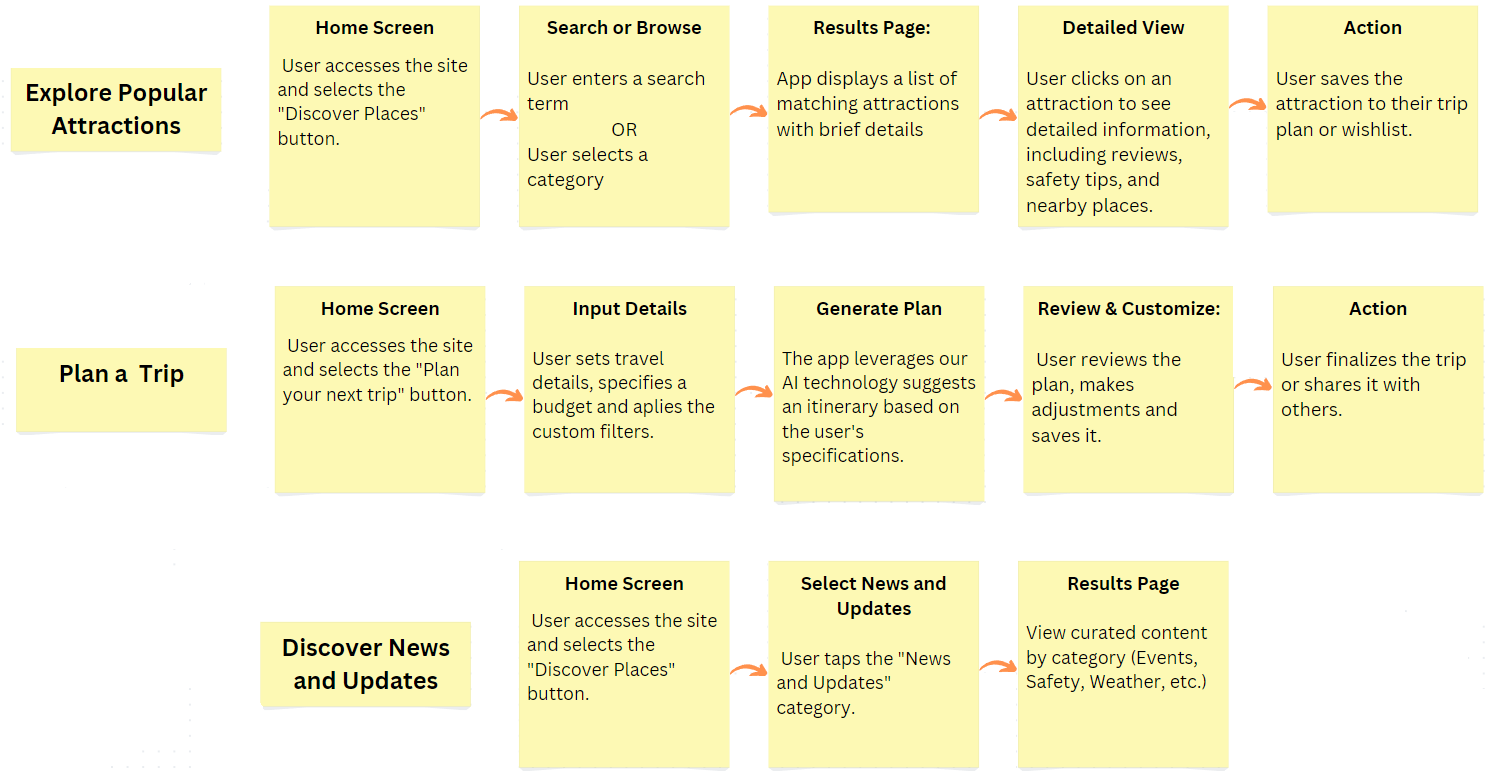 Explore Popular
Attractions
Home Screen
User accesses the site
and selects the
"Discover Places"
button.
Search or Browse
User enters a search
term
OR
User selects a
category
Results Page:
App displays a list of
matching attractions
with brief details
Detailed View
User clicks on an
attraction to see
detailed information,
including reviews,
safety tips, and
nearby places.
Action
User saves the
attraction to their trip
plan or wishlist.
Plan a Trip
Home Screen
User accesses the site
and selects the "Plan
your next trip" button.
Input Details
User sets travel
details, specifies a
budget and aplies the
custom filters.
Generate Plan
The app leverages our
AI technology suggests
an itinerary based on
the user's
specifications.
Review & Customize:
User reviews the
plan, makes
adjustments and
saves it.
Action
User finalizes the trip
or shares it with
others.
Discover News
and Updates
Home Screen
User accesses the site
and selects the
"Discover Places"
button.
Select News and
Updates
User taps the "News
and Updates"
category.
Results Page
View curated content
by category (Events,
Safety, Weather, etc.)